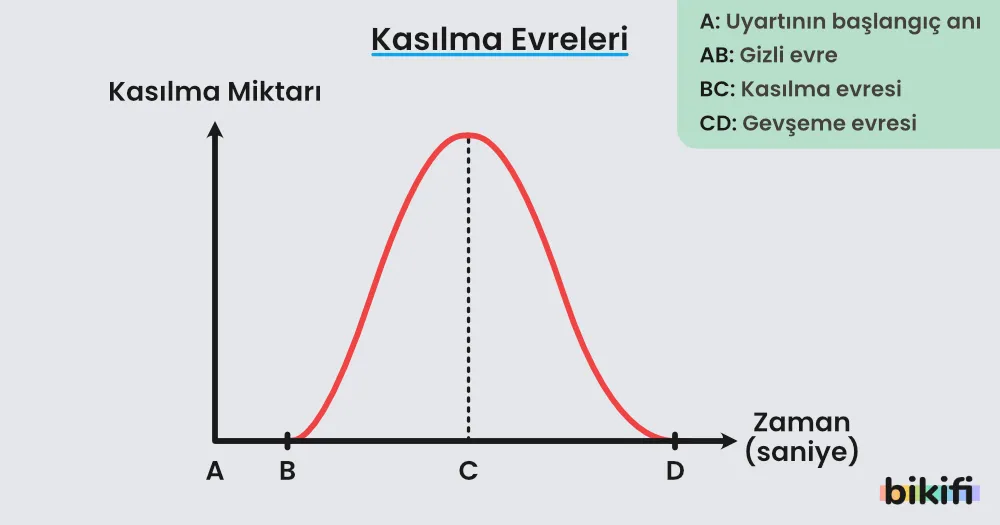 Kasılma Evreleri
A: Uyartının başlangıç anı
AB: Gizli evre
BC: Kasılma evresi
CD: Gevşeme evresi
Kasılma Miktarı
Zaman
(saniye)
A B C D
bikifi